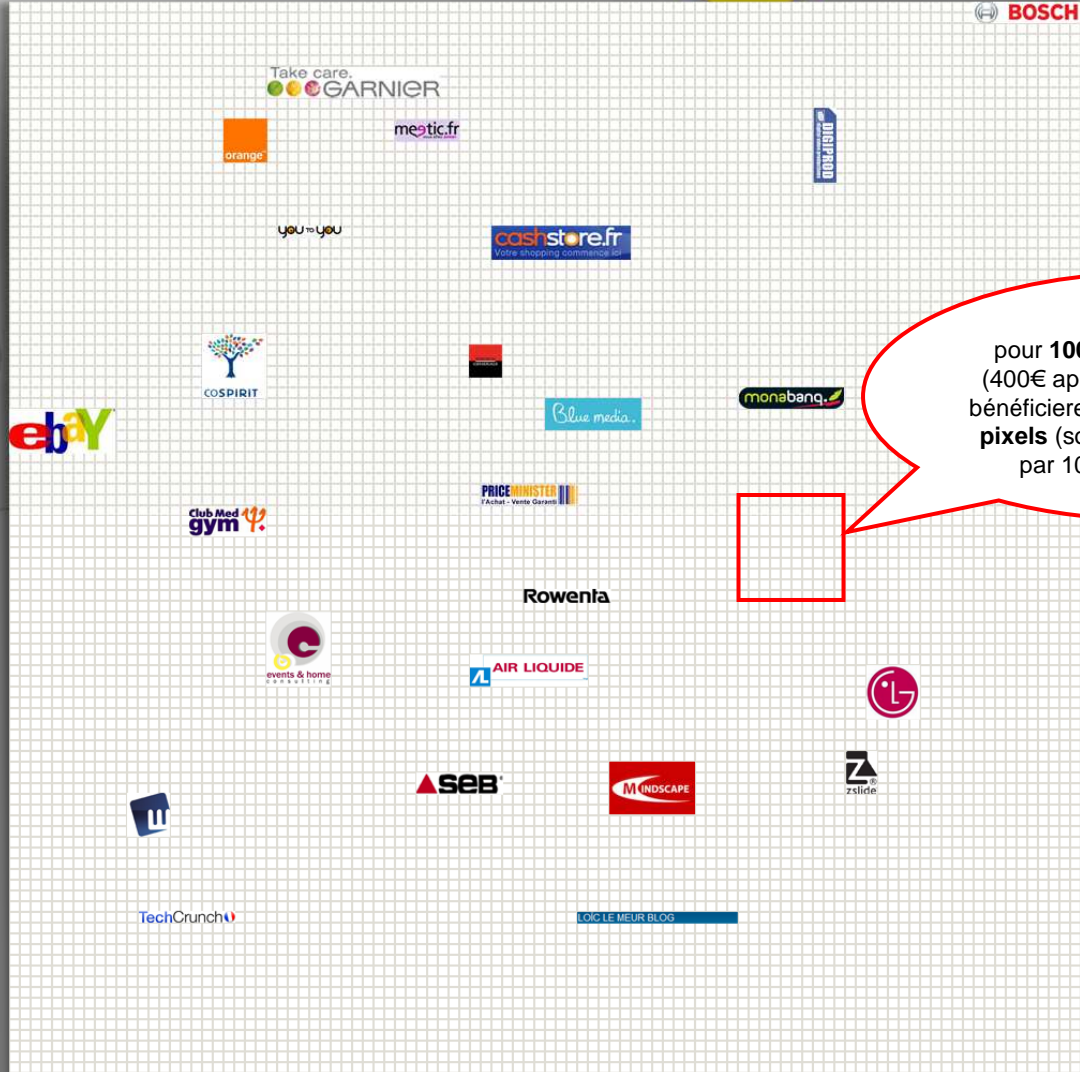 BOSCH
Take care.
GARNIER
orange
meetic.fr
DIGIPROD
YOU TO YOU
cashstore.fr
Votre shopping commence ici
COSPIRIT
monabanq.
Blue media.
ebaY
pour 100
(400€ ap
bénéficiere
pixels (so
par 10
PRICEMINISTER
l'Achat - Vente Garanti
Club Med
gym
Rowenta
events & home
consulting
AIR LIQUIDE
LG
SEB
MINDSCAPE
Z
zslide
w
TechCrunch
LOÏC LE MEUR BLOG